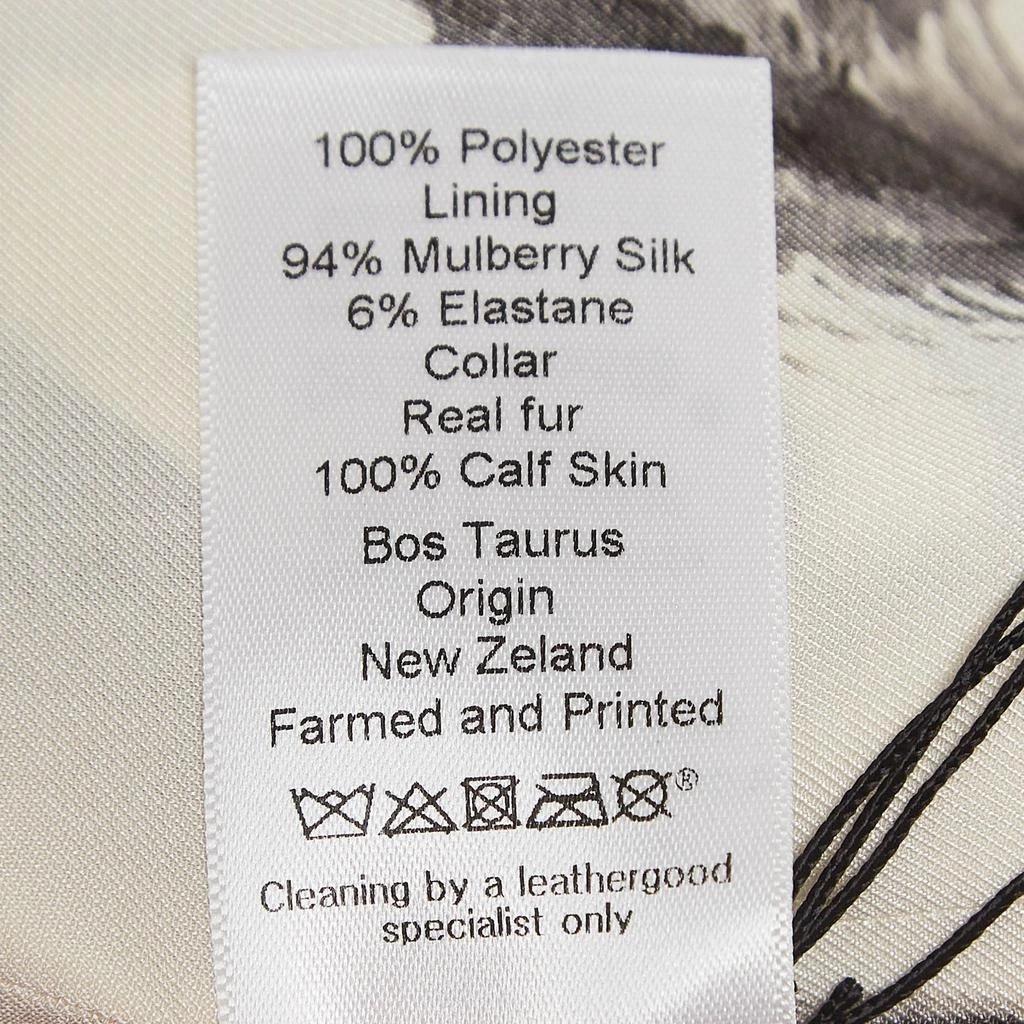 100% Polyester
Lining
94% Mulberry Silk
6% Elastane
Collar
Real fur
100% Calf Skin
Bos Taurus
Origin
New Zeland
Farmed and Printed
®
Cleaning by a leathergood
specialist only